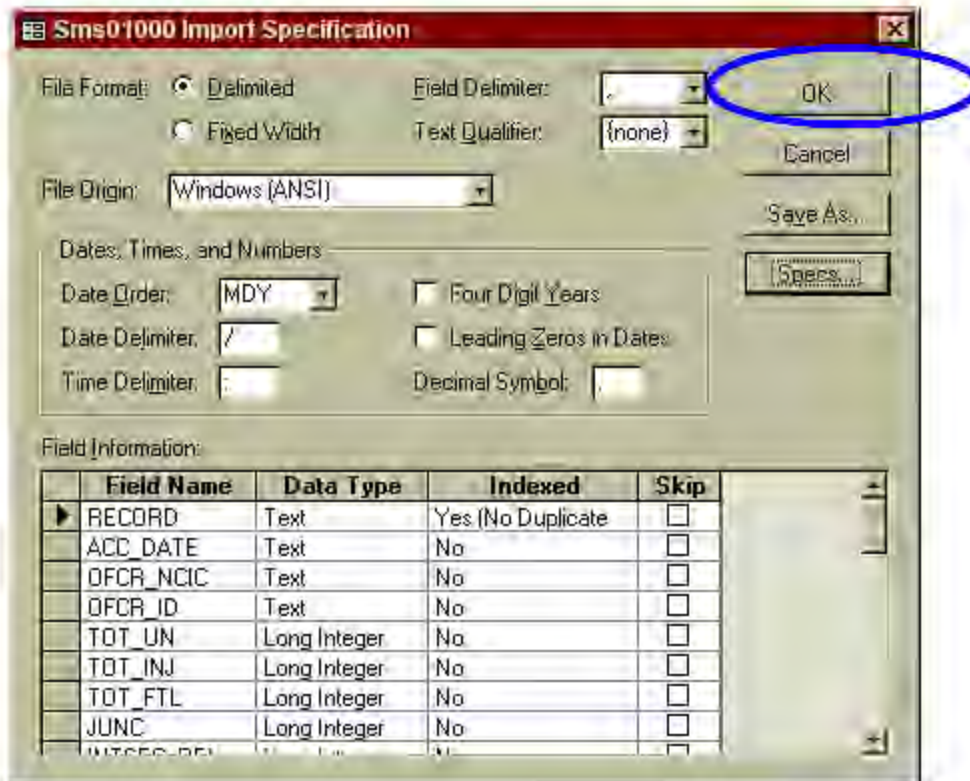 Sms01000 Import Specification
File Format: Delimited Field Delimiter: , OK
Fixed Width Text Qualifier: {none}
Cancel
File Origin: Windows (ANSI)
Save As..
Dates, Times, and Numbers
Specs...
Date Order: MDY Four Digit Years
Date Delimiter: / Leading Zeros in Dates
Time Delimiter: : Decimal Symbol: .
Field Information:
Field Name Data Type Indexed Skip
RECORD Text Yes (No Duplicate
ACC_DATE Text No
OFCR_NCIC Text No
OFCR_ID Text No
TOT_UN Long Integer No
TOT_INJ Long Integer No
TOT_FTL Long Integer No
JUNC Long Integer No